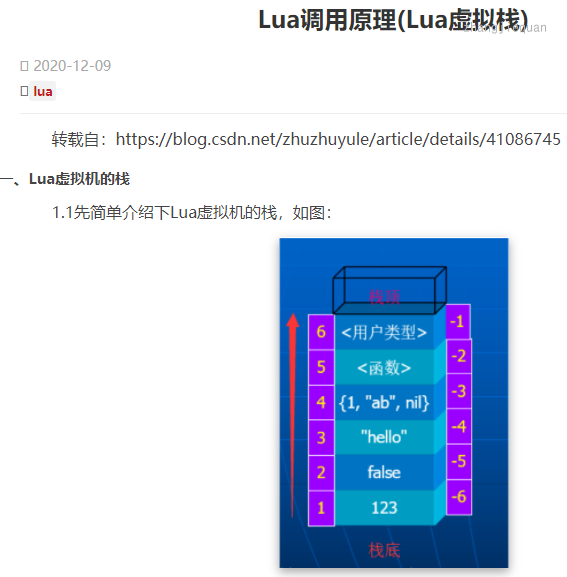 Lua调用原理(Lua虚拟栈)
zhangjiequan
2020-12-09
lua
转载自：https://blog.csdn.net/zhuzhuyule/article/details/41086745
一、Lua虚拟机的栈
1.1先简单介绍下Lua虚拟机的栈，如图：
栈顶
6 <用户类型> -1
5 <函数> -2
4 {1, "ab", nil} -3
3 "hello" -4
2 false -5
1 123 -6
栈底